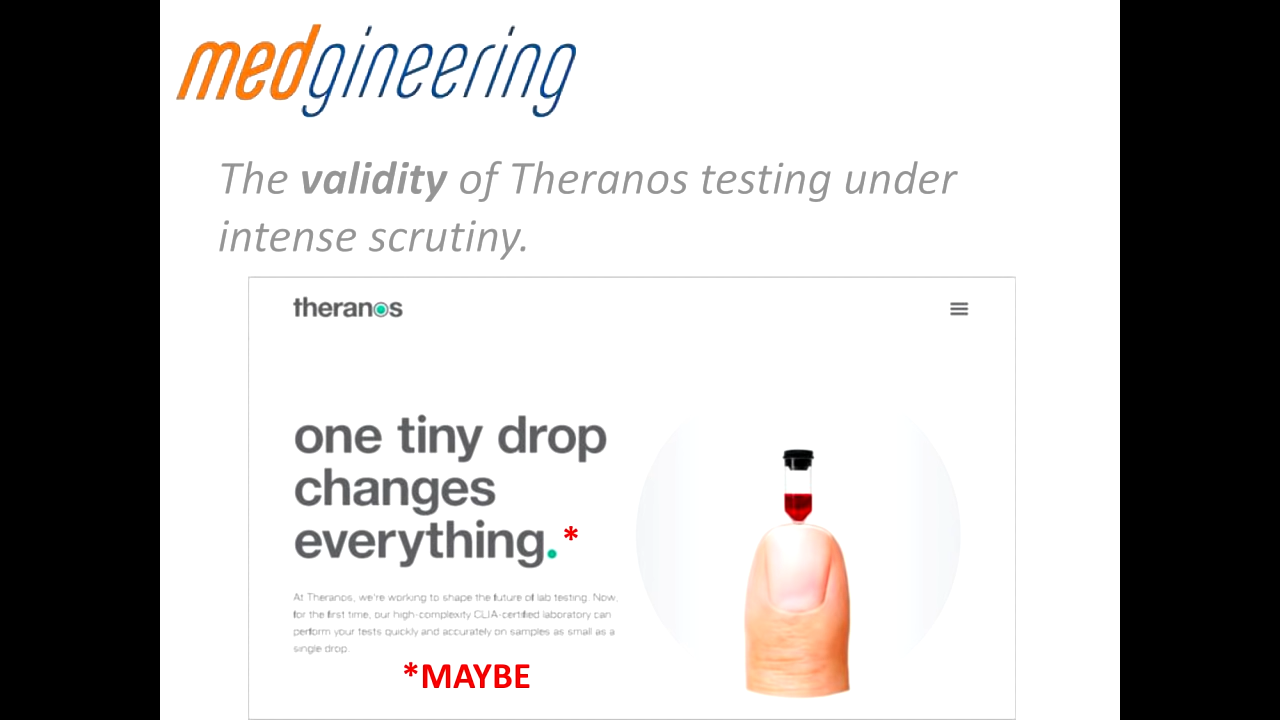 medgineering
The validity of Theranos testing under
intense scrutiny.
theranos
one tiny drop
changes
everything.*
At Theranos, we're working to shape the future of lab testing. Now,
for the first time, our high-complexity CLIA-certified laboratory can
perform your tests quickly and accurately on samples as small as a
single drop.
*MAYBE